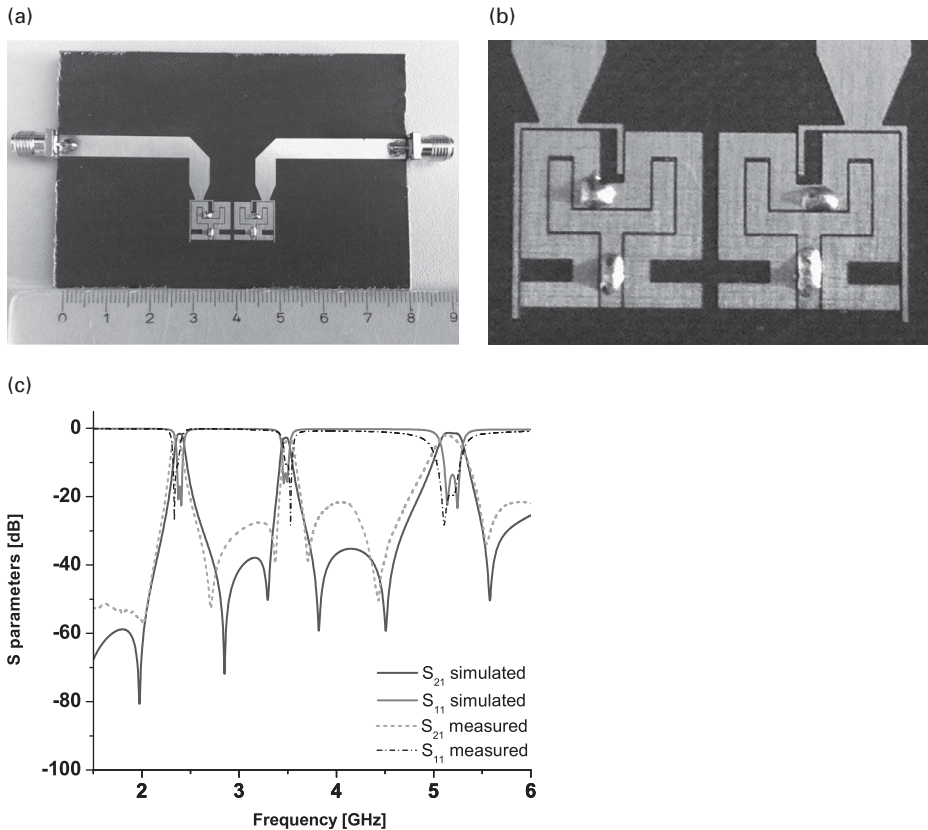 (a)
(b)
0 1 2 3 4 5 6 7 8 9
(c)
0
-20
-40
-60
-80
-100
S parameters [dB]
S21 simulated
S11 simulated
S21 measured
S11 measured
2 3 4 5 6
Frequency [GHz]